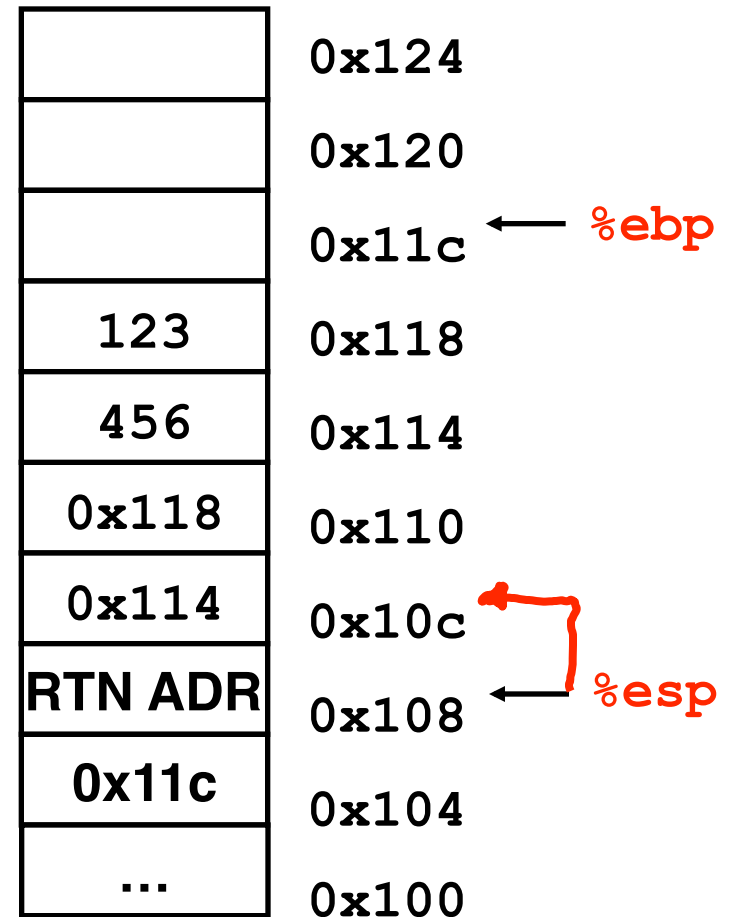 0x124
0x120
0x11c %ebp
123 0x118
456 0x114
0x118 0x110
0x114 0x10c
RTN ADR 0x108 %esp
0x11c 0x104
... 0x100